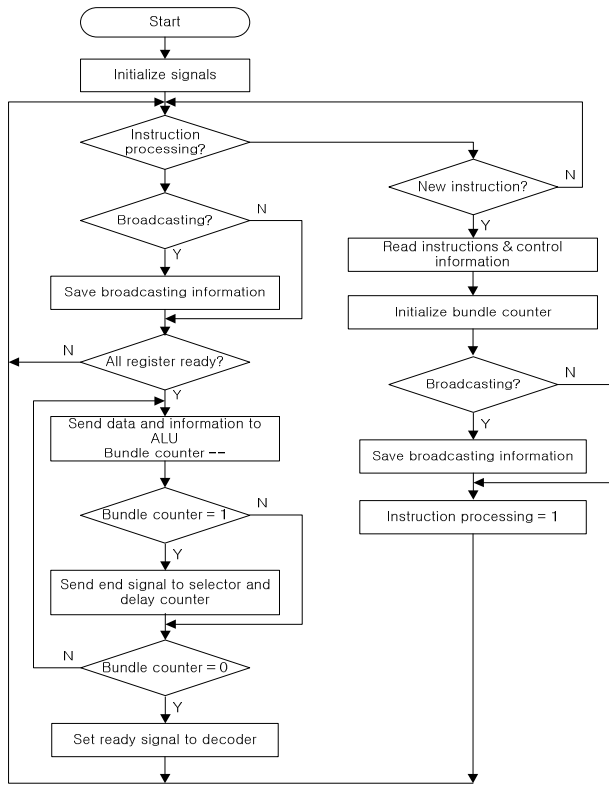 Start
Initialize signals
Instruction
processing?
New instruction?
N
Y
Broadcasting?
N
Y
Read instructions & control
information
Save broadcasting information
Initialize bundle counter
All register ready?
N
Y
Broadcasting?
N
Y
Send data and information to
ALU
Bundle counter --
Save broadcasting information
Bundle counter = 1
N
Y
Instruction processing = 1
Send end signal to selector and
delay counter
Bundle counter = 0
N
Y
Set ready signal to decoder